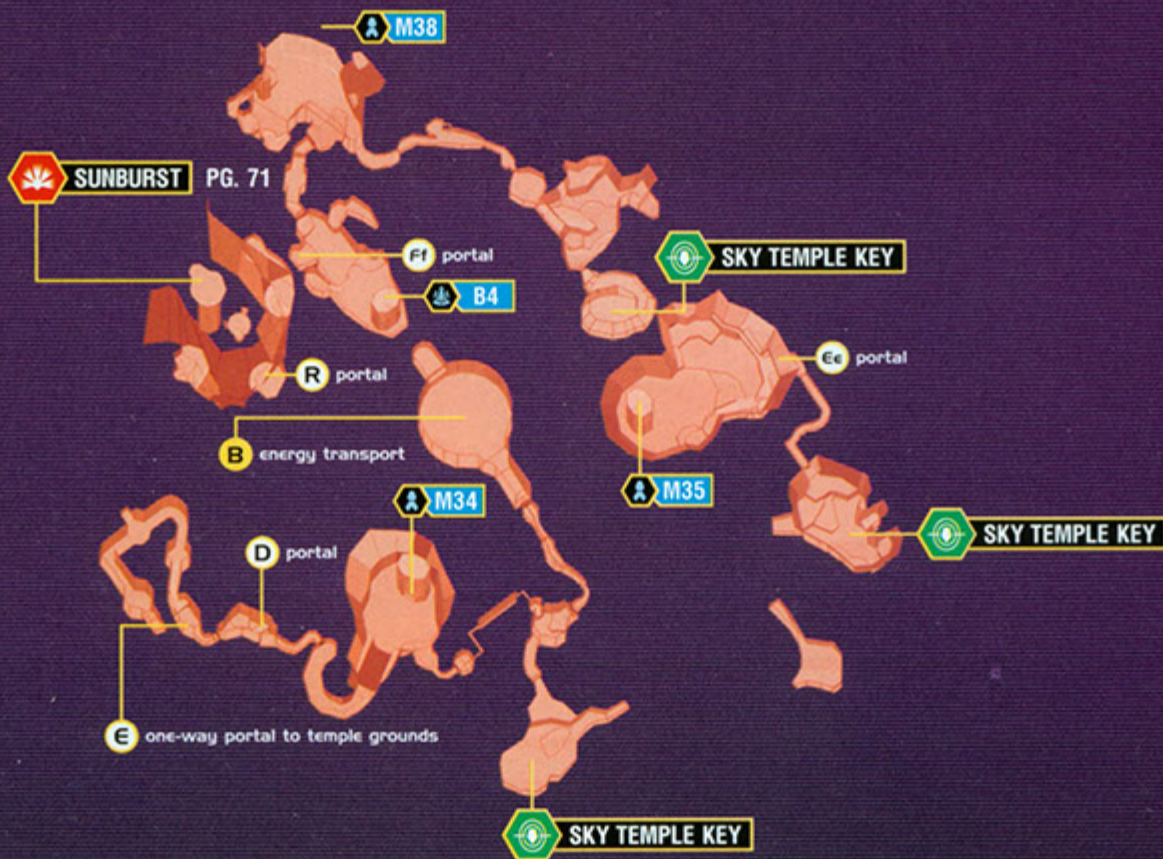 M38
SUNBURST PG. 71
Ff portal
SKY TEMPLE KEY
B4
Ee portal
R portal
B energy transport
M35
M34
D portal
SKY TEMPLE KEY
E one-way portal to temple grounds
SKY TEMPLE KEY